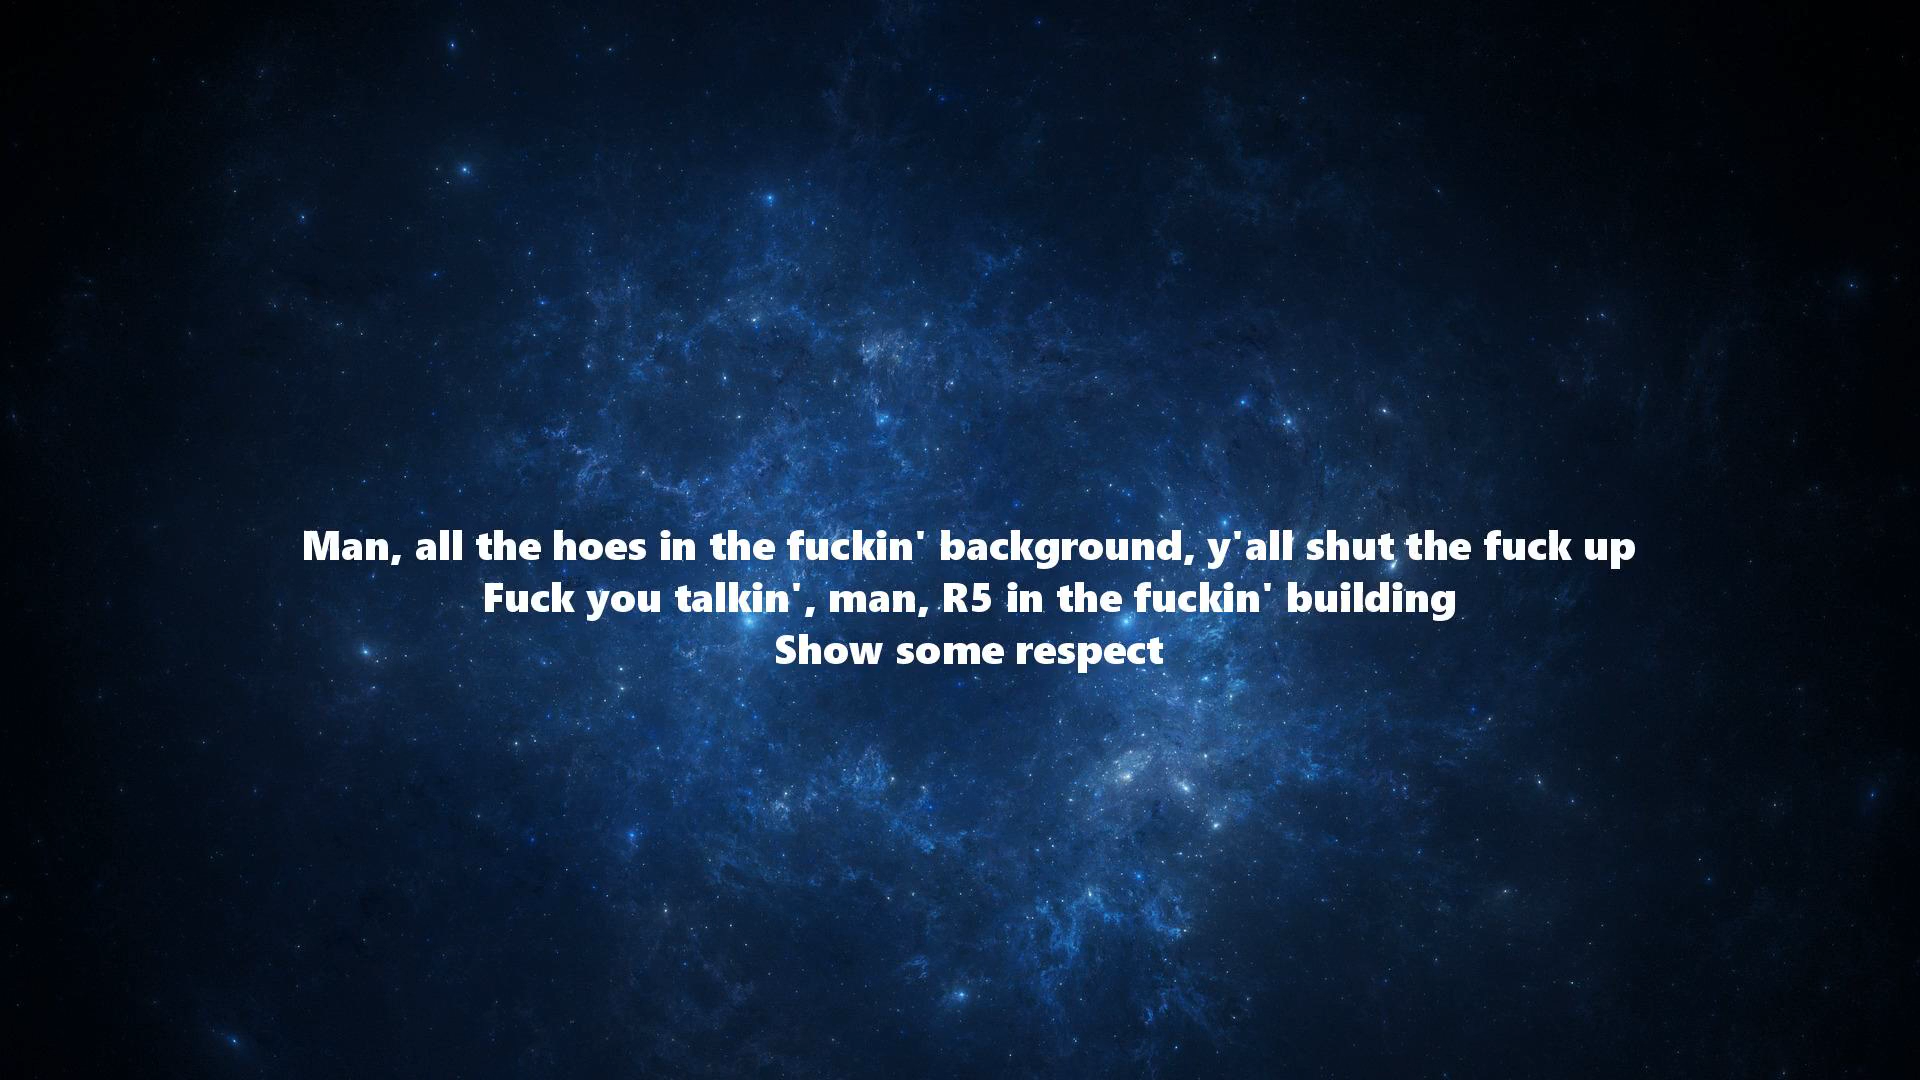 Man, all the hoes in the fuckin' background, y'all shut the fuck up
Fuck you talkin', man, R5 in the fuckin' building
Show some respect